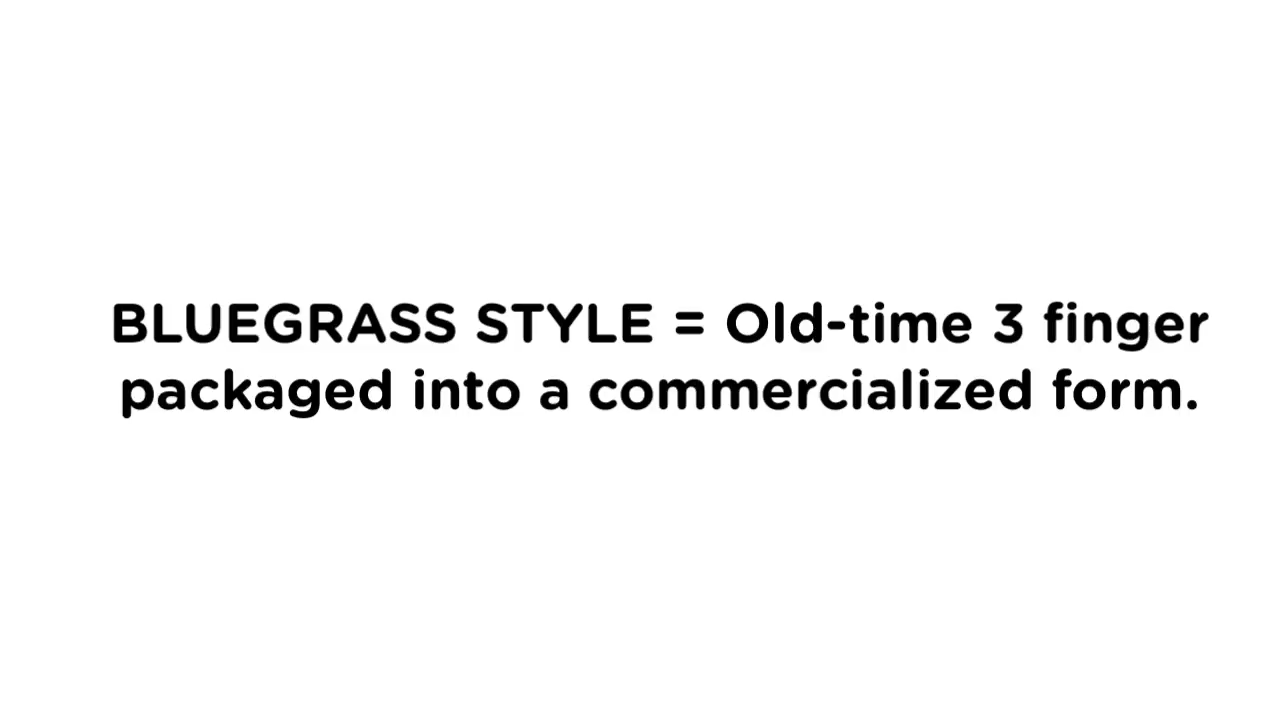 BLUEGRASS STYLE = Old-time 3 finger
packaged into a commercialized form.